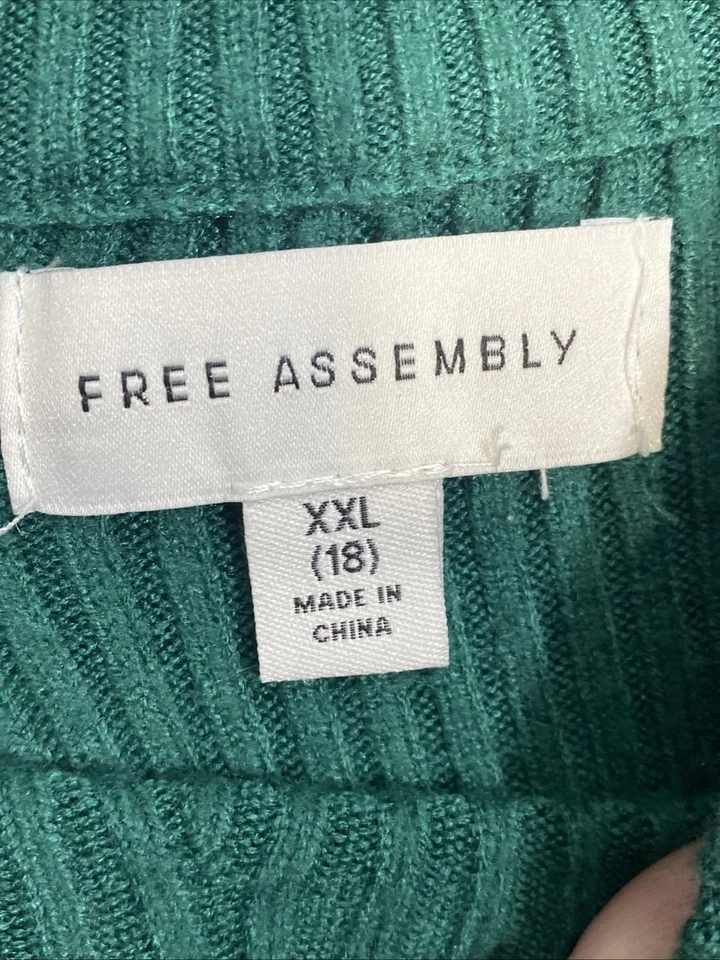 FREE ASSEMBLY
XXL
(18)
MADE IN
CHINA